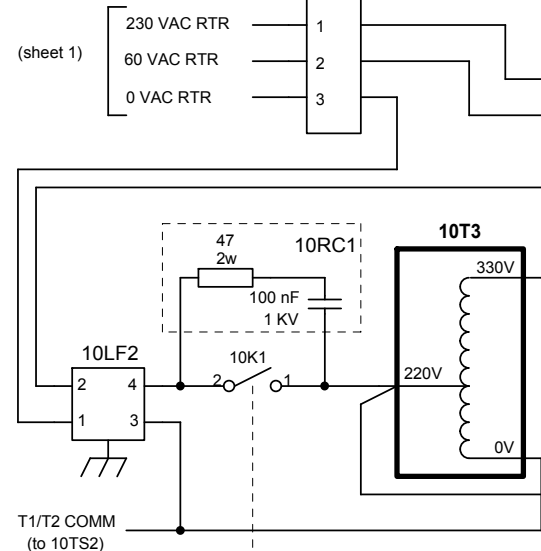 230 VAC RTR
1
(sheet 1)
60 VAC RTR
2
0 VAC RTR
3
10T3
47
2w
10RC1
330V
100 nF
1 KV
10LF2
10K1
2
4
2
1
220V
1
3
0V
T1/T2 COMM
(to 10TS2)